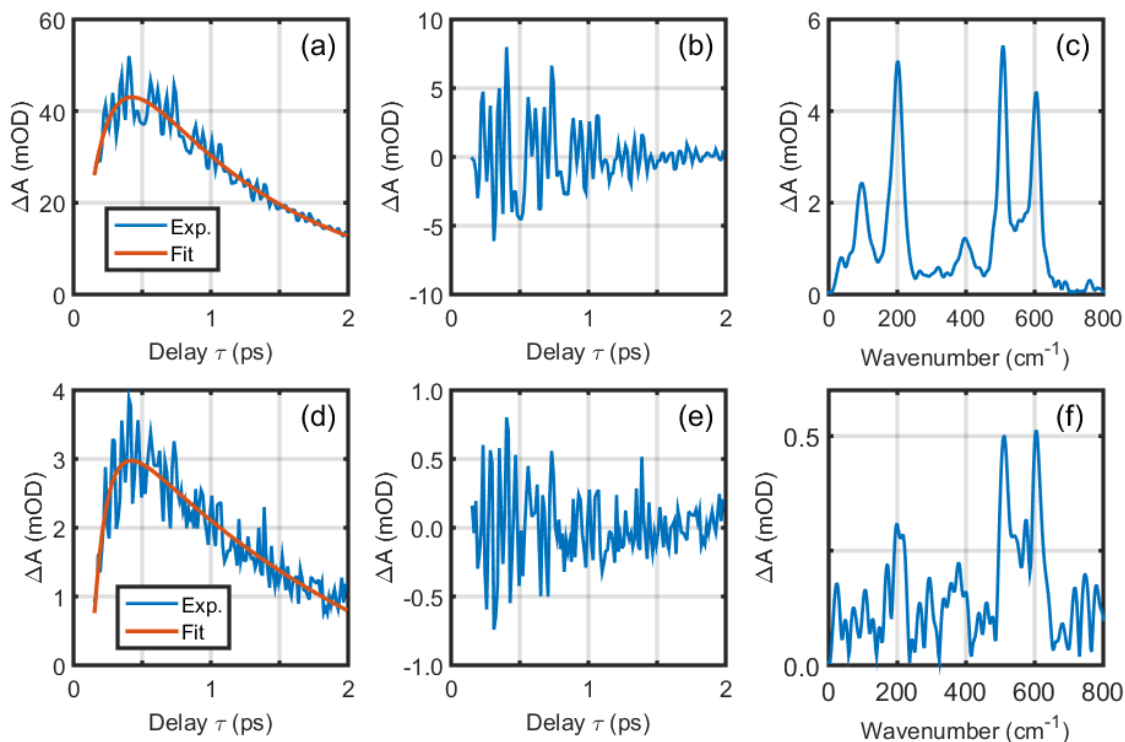 (a)
ΔA (mOD)
60
40
20
0
Exp.
Fit
0
1
2
Delay τ (ps)
(b)
ΔA (mOD)
10
5
0
-5
-10
0
1
2
Delay τ (ps)
(c)
ΔA (mOD)
6
4
2
0
0
200
400
600
800
Wavenumber (cm⁻¹)
(d)
ΔA (mOD)
4
3
2
1
0
Exp.
Fit
0
1
2
Delay τ (ps)
(e)
ΔA (mOD)
1.0
0.5
0.0
-0.5
-1.0
0
1
2
Delay τ (ps)
(f)
ΔA (mOD)
0.5
0.0
0
200
400
600
800
Wavenumber (cm⁻¹)